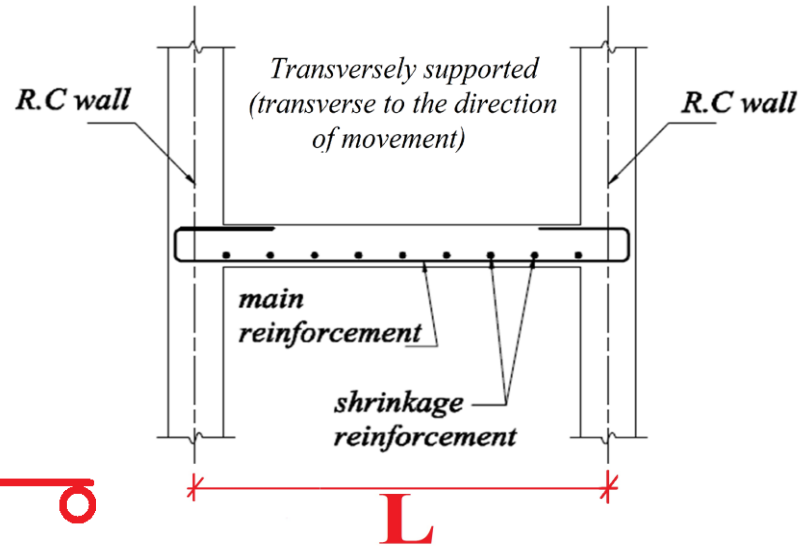 Transversely supported
(transverse to the direction
of movement)
R.C wall
R.C wall
main
reinforcement
shrinkage
reinforcement
L